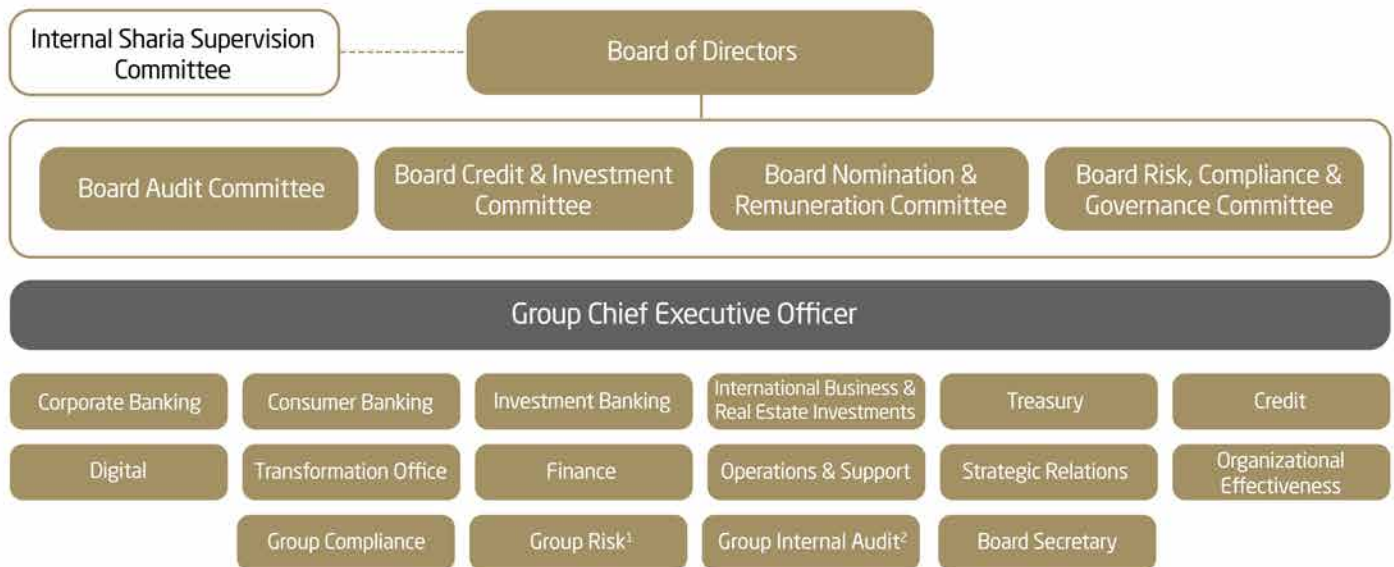 Internal Sharia Supervision
Committee
Board of Directors
Board Audit Committee
Board Credit & Investment
Committee
Board Nomination &
Remuneration Committee
Board Risk, Compliance &
Governance Committee
Group Chief Executive Officer
Corporate Banking
Consumer Banking
Investment Banking
International Business &
Real Estate Investments
Treasury
Credit
Digital
Transformation Office
Finance
Operations & Support
Strategic Relations
Organizational
Effectiveness
Group Compliance
Group Risk¹
Group Internal Audit²
Board Secretary